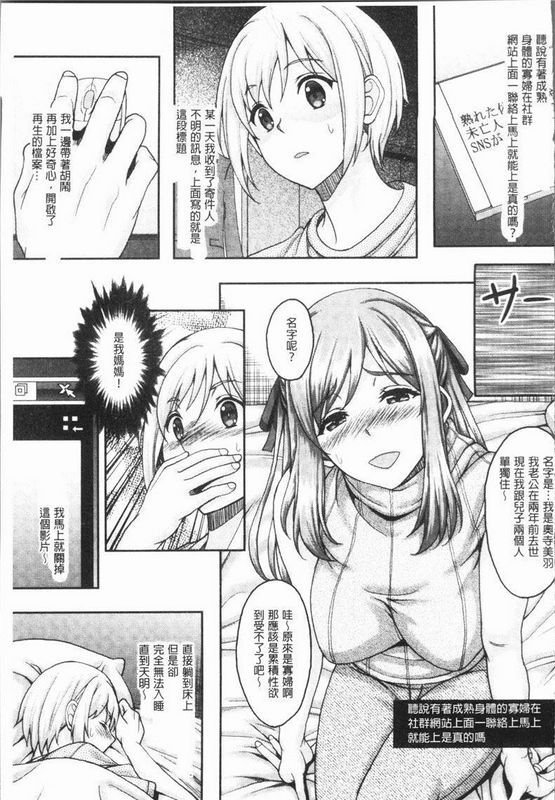 聽說有著成熟
身體的寡婦在社群
網站上面一聯絡上馬上
就能上是真的嗎？
熟れた
未亡人
SNSが
某一天我收到了寄件人
不明的訊息，上面寫的就是
這段標題
我一邊帶著胡鬧
再加上好奇心，開啟了
再生的檔案…
サー
名字呢？
名字是…我是奧寺美羽
我老公在兩年前去世
現在我跟兒子兩個人
單獨住～
是我媽媽！
我馬上就關掉
這個影片～
哇～原來是寡婦啊
那應該是累積性欲
到受不了了吧～
聽說有著成熟身體的寡婦在
社群網站上面一聯絡上馬上
就能上是真的嗎
直接躺到床上
但是卻
完全無法入睡
直到天明～